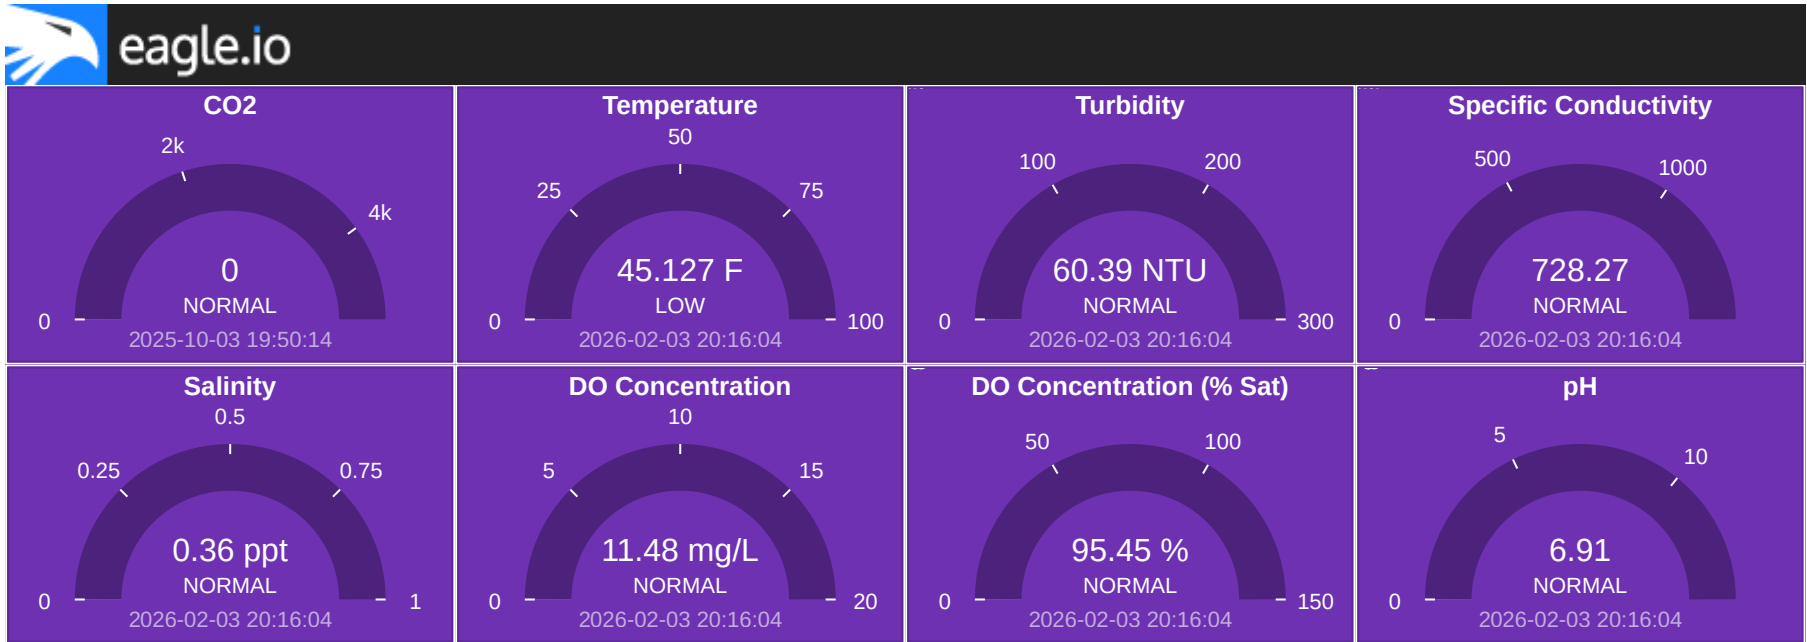 eagle.io
CO2
2k
4k
0
NORMAL
0
2025-10-03 19:50:14
Temperature
50
25
75
45.127 F
LOW
0
100
2026-02-03 20:16:04
Turbidity
100
200
60.39 NTU
NORMAL
0
300
2026-02-03 20:16:04
Specific Conductivity
500
1000
728.27
NORMAL
0
2026-02-03 20:16:04
Salinity
0.5
0.25
0.75
0.36 ppt
NORMAL
0
1
2026-02-03 20:16:04
DO Concentration
10
5
15
11.48 mg/L
NORMAL
0
20
2026-02-03 20:16:04
DO Concentration (% Sat)
50
100
95.45 %
NORMAL
0
150
2026-02-03 20:16:04
pH
5
10
6.91
NORMAL
0
2026-02-03 20:16:04